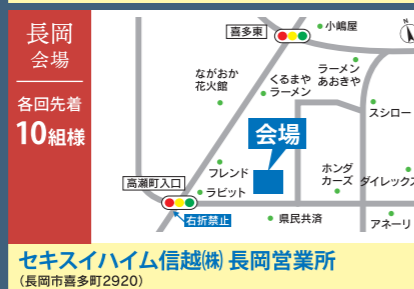 長岡
会場
各回先着
10組様
喜多東
小嶋屋
ながおか
花火館
くるまや
ラーメン
ラーメン
あおきや
スシロー
会場
フレンド
ラビット
高瀬町入口
右折禁止
ホンダ
カーズ
ダイレックス
県民共済
アネーリ
N
セキスイハイム信越㈱ 長岡営業所
(長岡市喜多町2920)